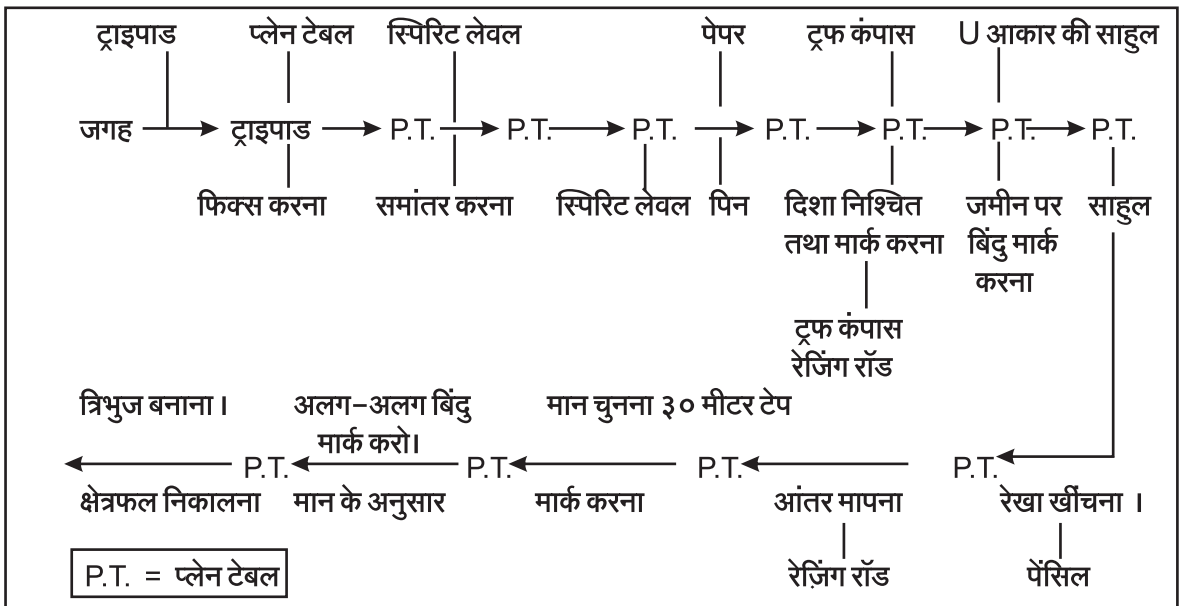 ट्राइपाड प्लेन टेबल स्पिरिट लेवल पेपर ट्रफ कंपास U आकार की साहुल
जगह ट्राइपाड P.T. P.T. P.T. P.T. P.T. P.T. P.T.
फिक्स करना समांतर करना स्पिरिट लेवल पिन दिशा निश्चित जमीन पर साहुल
तथा मार्क करना बिंदु मार्क
करना
ट्रफ कंपास
रेजिंग रॉड
त्रिभुज बनाना। अलग-अलग बिंदु मान चुनना ३० मीटर टेप
मार्क करो।
P.T. P.T. P.T. P.T.
क्षेत्रफल निकालना मान के अनुसार मार्क करना आंतर मापना रेखा खींचना ।
रेज़िंग रॉड पेंसिल
P.T. = प्लेन टेबल